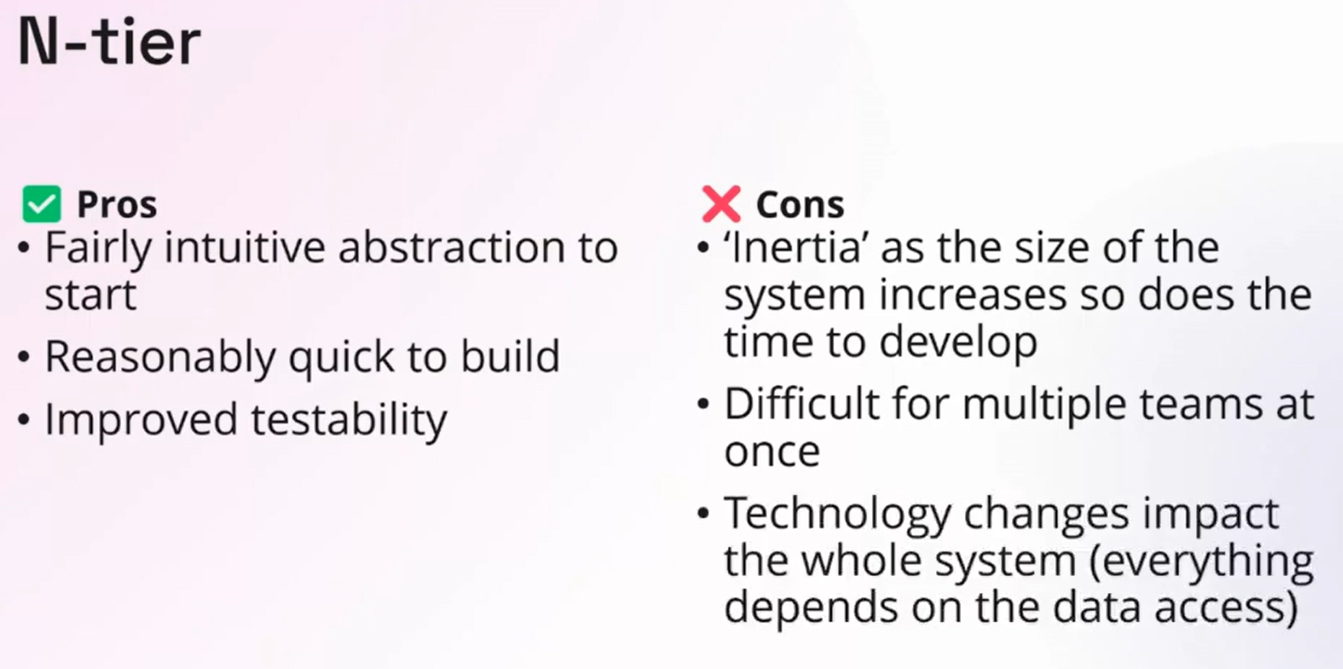 N-tier
✅ Pros
• Fairly intuitive abstraction to
start
• Reasonably quick to build
• Improved testability
❌ Cons
• ‘Inertia’ as the size of the
system increases so does the
time to develop
• Difficult for multiple teams at
once
• Technology changes impact
the whole system (everything
depends on the data access)